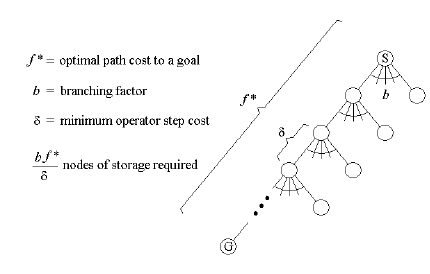 f* = optimal path cost to a goal
b = branching factor
δ = minimum operator step cost
bf*/δ nodes of storage required
S
b
f*
δ
G